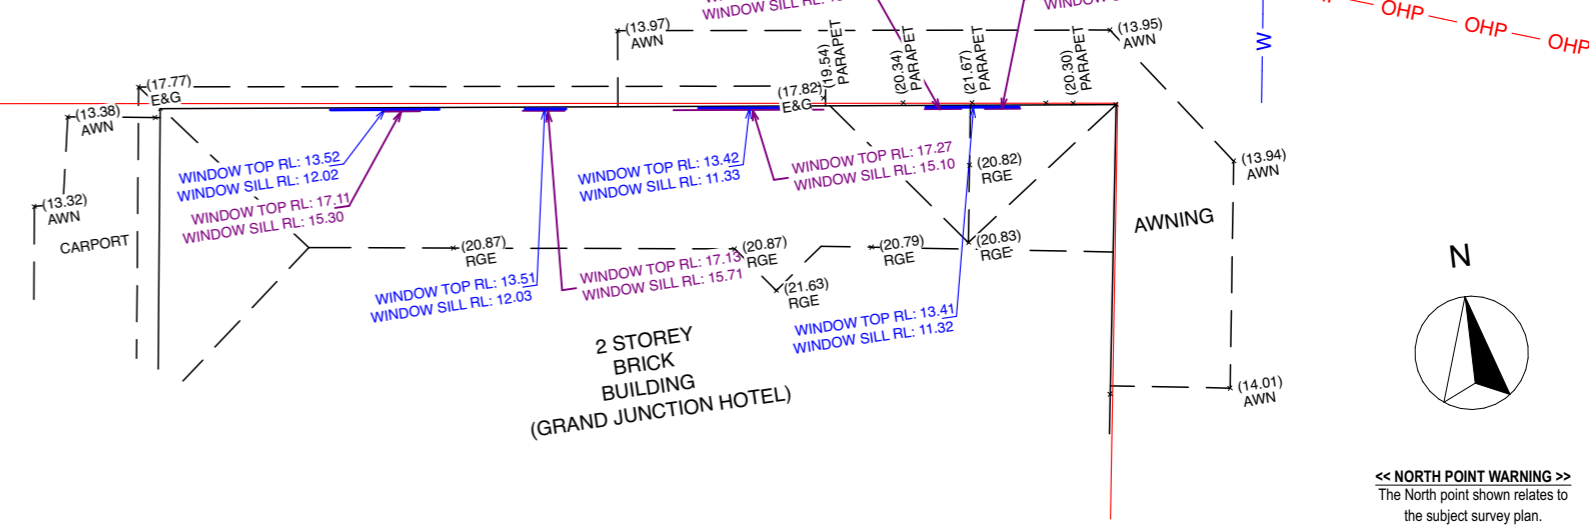 WINDOW SILL RL:
OHP
OHP
OHP
(13.97)
AWN
(19.54)
PARAPET
(20.34)
PARAPET
(21.67)
PARAPET
(20.30)
PARAPET
(13.95)
AWN
W
(17.77)
E&G
(17.82)
E&G
(13.38)
AWN
WINDOW TOP RL: 13.52
WINDOW SILL RL: 12.02
WINDOW TOP RL: 13.42
WINDOW SILL RL: 11.33
WINDOW TOP RL: 17.27
WINDOW SILL RL: 15.10
(20.82)
RGE
(13.94)
AWN
(13.32)
AWN
WINDOW TOP RL: 17.11
WINDOW SILL RL: 15.30
CARPORT
AWNING
(20.87)
RGE
(20.87)
RGE
(20.79)
RGE
(20.83)
RGE
WINDOW TOP RL: 13.51
WINDOW SILL RL: 12.03
WINDOW TOP RL: 17.13
WINDOW SILL RL: 15.71
(21.63)
RGE
WINDOW TOP RL: 13.41
WINDOW SILL RL: 11.32
2 STOREY
BRICK
BUILDING
(GRAND JUNCTION HOTEL)
(14.01)
AWN
N
<< NORTH POINT WARNING >>
The North point shown relates to
the subject survey plan.